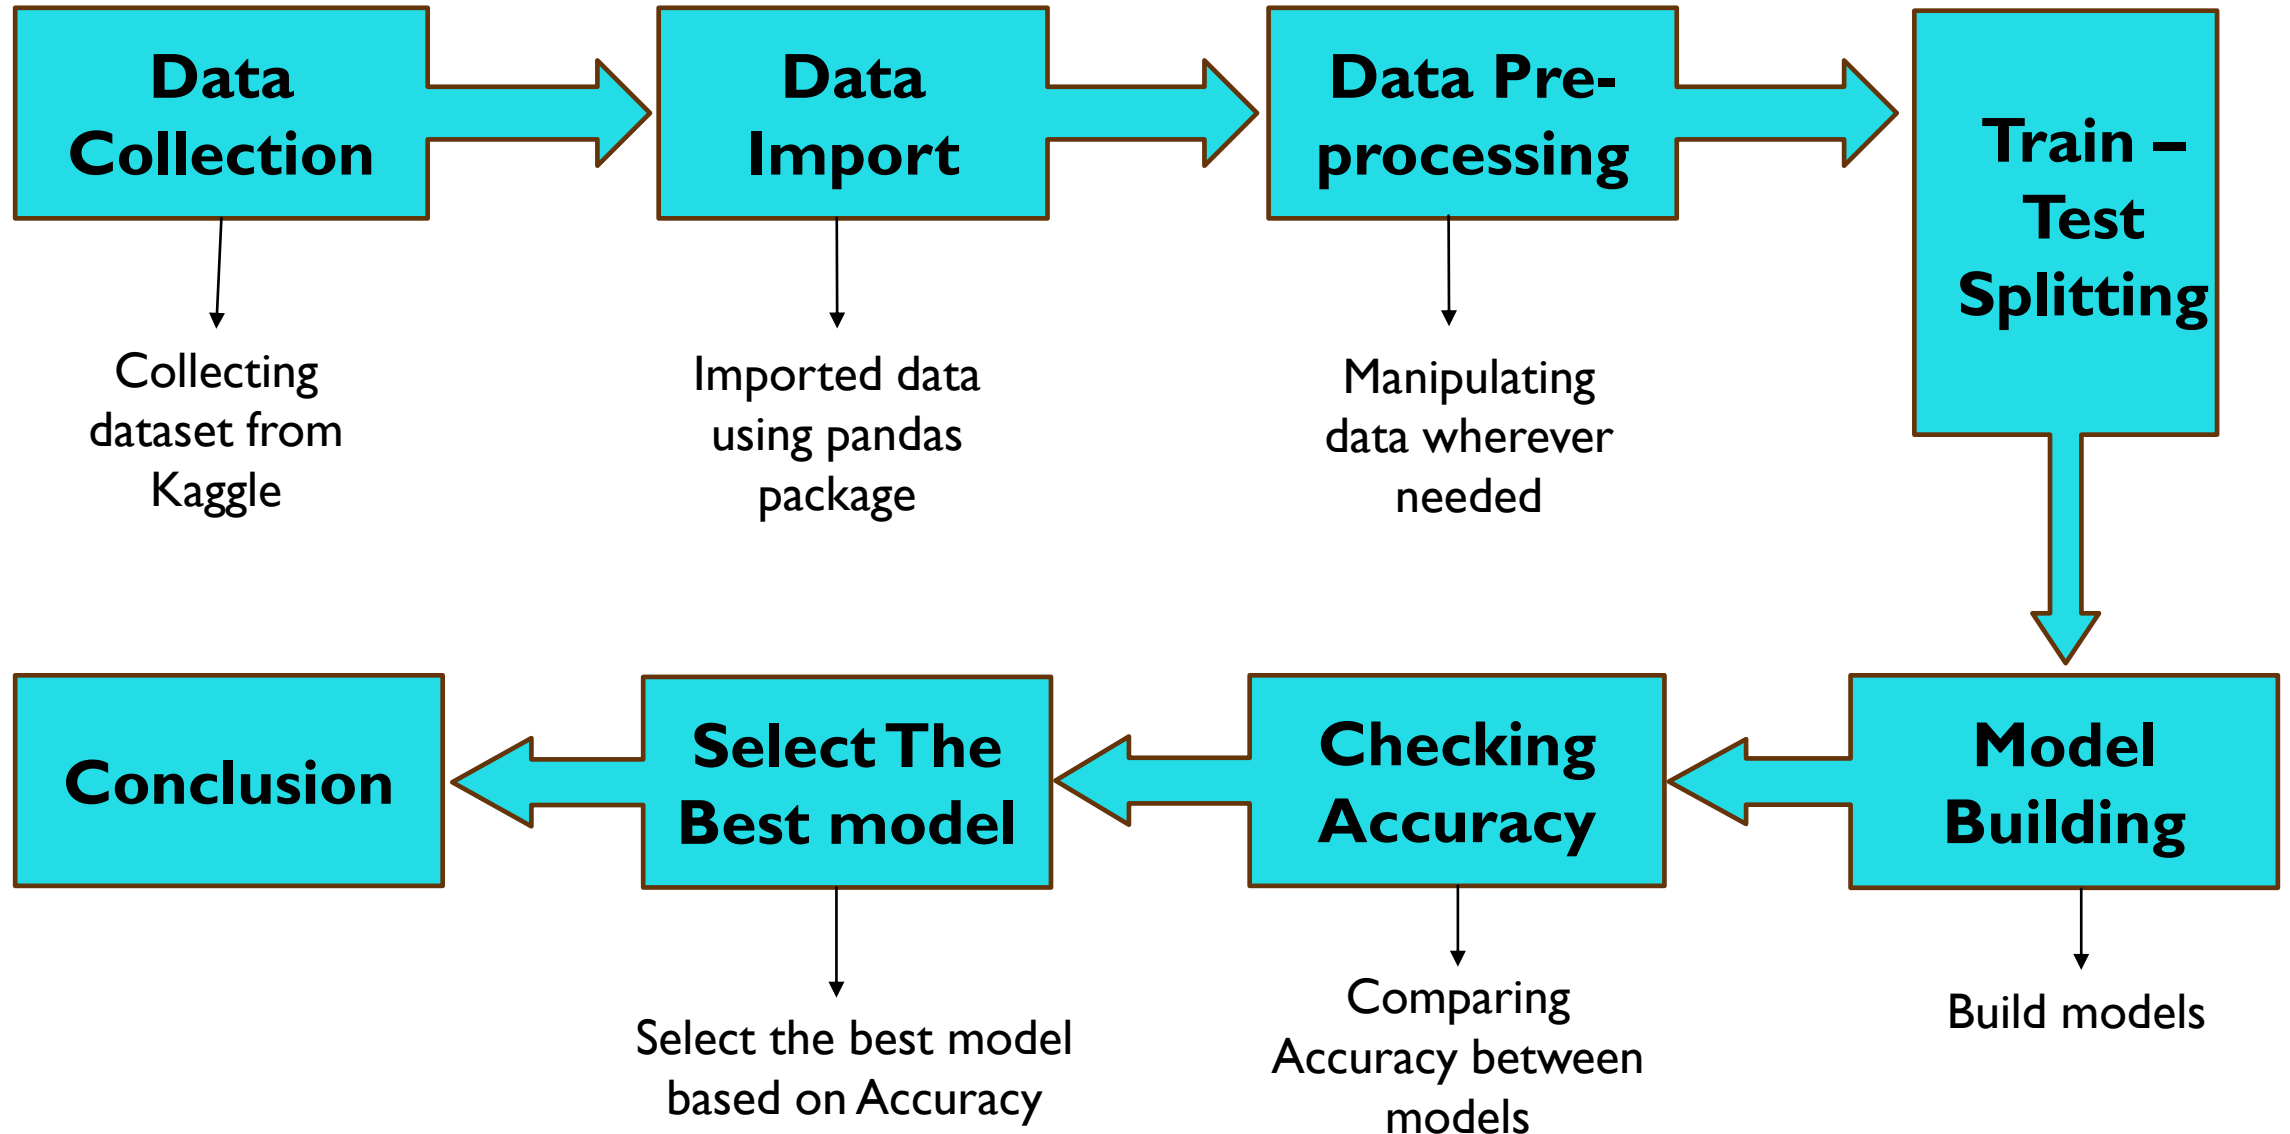 Data
Collection
Data
Import
Data Pre-
processing
Train –
Test
Splitting
Collecting
dataset from
Kaggle
Imported data
using pandas
package
Manipulating
data wherever
needed
Conclusion
Select The
Best model
Checking
Accuracy
Model
Building
Select the best model
based on Accuracy
Comparing
Accuracy between
models
Build models